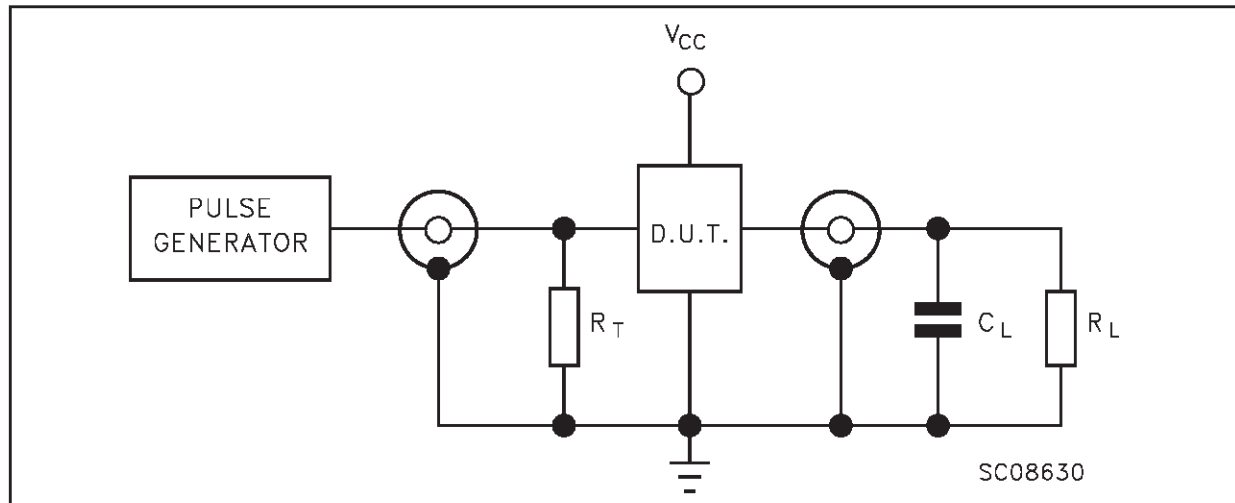 VCC
PULSE
GENERATOR
D.U.T.
RT
CL
RL
SC08630